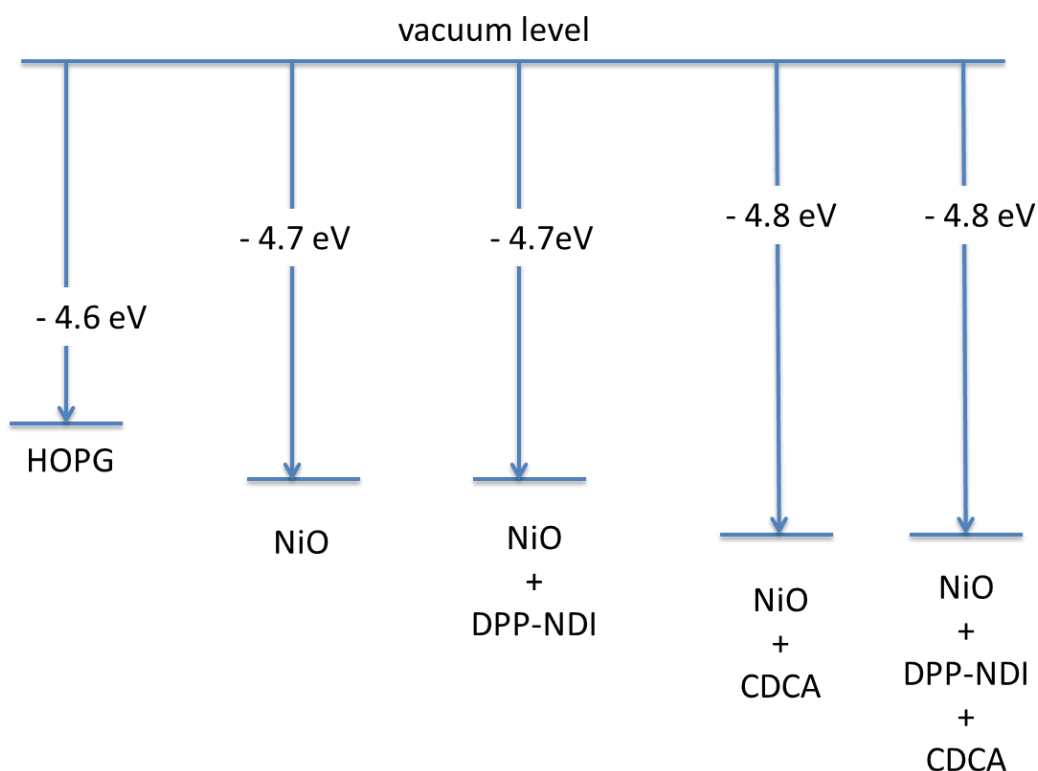 vacuum level
- 4.6 eV
HOPG
- 4.7 eV
NiO
- 4.7eV
NiO
+
DPP-NDI
- 4.8 eV
NiO
+
CDCA
- 4.8 eV
NiO
+
DPP-NDI
+
CDCA